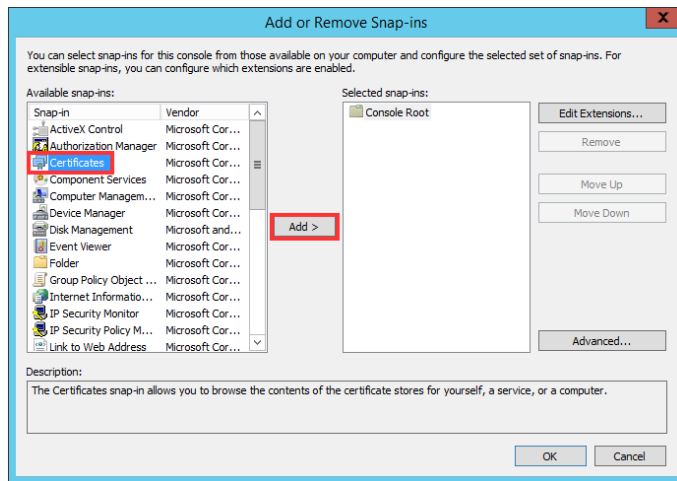 Add or Remove Snap-ins
X
You can select snap-ins for this console from those available on your computer and configure the selected set of snap-ins. For
extensible snap-ins, you can configure which extensions are enabled.
Available snap-ins:
Selected snap-ins:
Snap-in Vendor
ActiveX Control Microsoft Cor...
Authorization Manager Microsoft Cor...
Certificates Microsoft Cor...
Component Services Microsoft Cor...
Computer Managem... Microsoft Cor...
Device Manager Microsoft Cor...
Disk Management Microsoft and...
Event Viewer Microsoft Cor...
Folder Microsoft Cor...
Group Policy Object ... Microsoft Cor...
Internet Informatio... Microsoft Cor...
IP Security Monitor Microsoft Cor...
IP Security Policy M... Microsoft Cor...
Link to Web Address Microsoft Cor...
Add >
Console Root
Edit Extensions...
Remove
Move Up
Move Down
Advanced...
Description:
The Certificates snap-in allows you to browse the contents of the certificate stores for yourself, a service, or a computer.
OK
Cancel